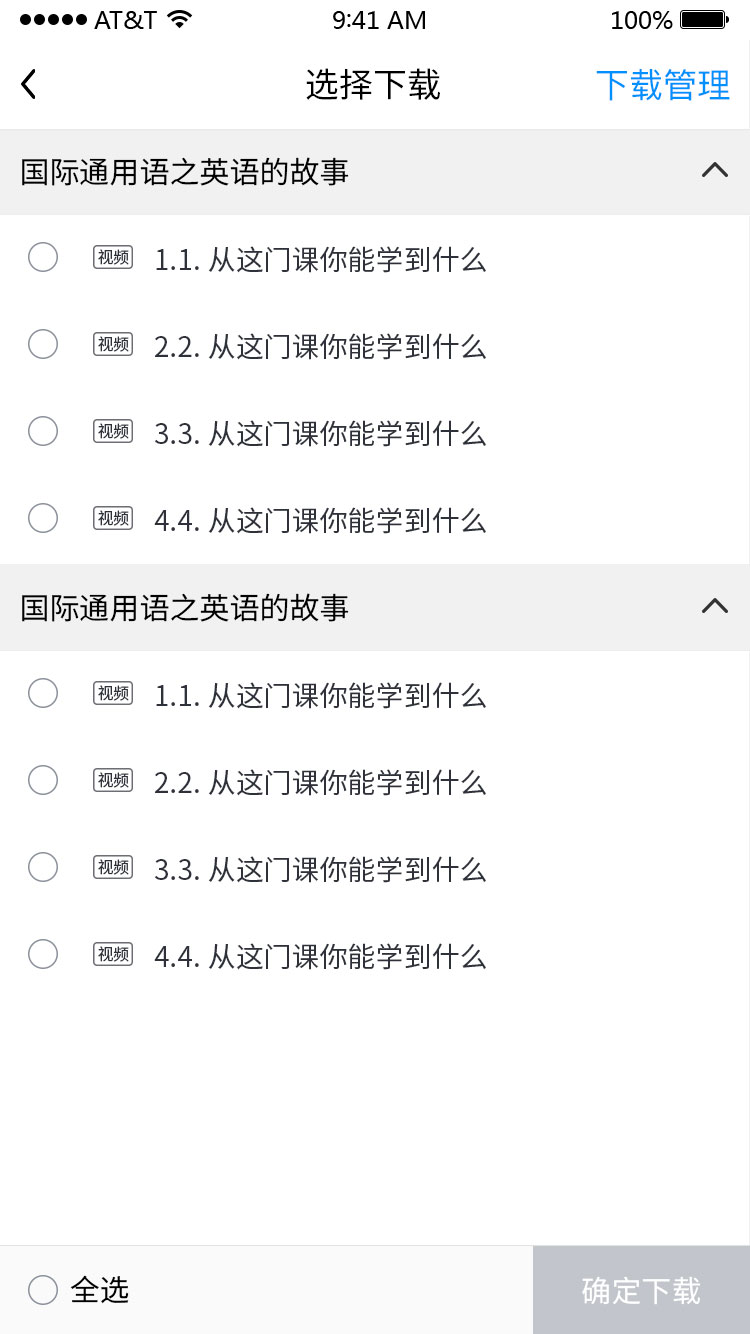 AT&T 9:41 AM 100%
选择下载 下载管理
国际通用语之英语的故事
视频 1.1. 从这门课你能学到什么
视频 2.2. 从这门课你能学到什么
视频 3.3. 从这门课你能学到什么
视频 4.4. 从这门课你能学到什么
国际通用语之英语的故事
视频 1.1. 从这门课你能学到什么
视频 2.2. 从这门课你能学到什么
视频 3.3. 从这门课你能学到什么
视频 4.4. 从这门课你能学到什么
全选 确定下载